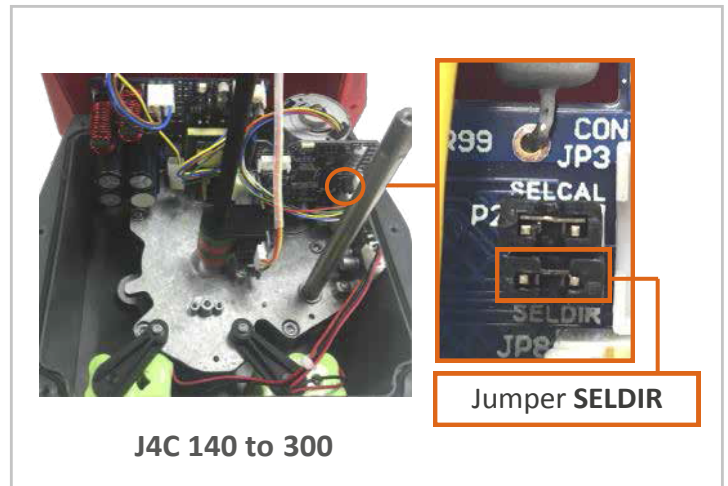 R99
CON
JP3
SELCAL
P2
SELDIR
JP8
Jumper SELDIR
J4C 140 to 300